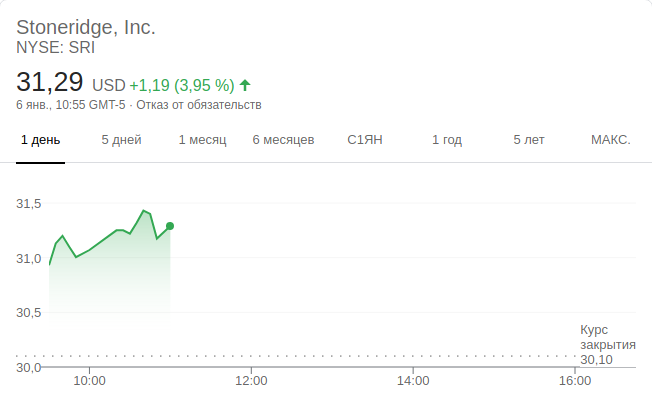 Stoneridge, Inc.
NYSE: SRI
31,29 USD +1,19 (3,95 %)
6 янв., 10:55 GMT-5 · Отказ от обязательств
1 день 5 дней 1 месяц 6 месяцев С1ЯН 1 год 5 лет МАКС.
31,5
31,0
30,5
30,0
Курс
закрытия
30,10
10:00 12:00 14:00 16:00